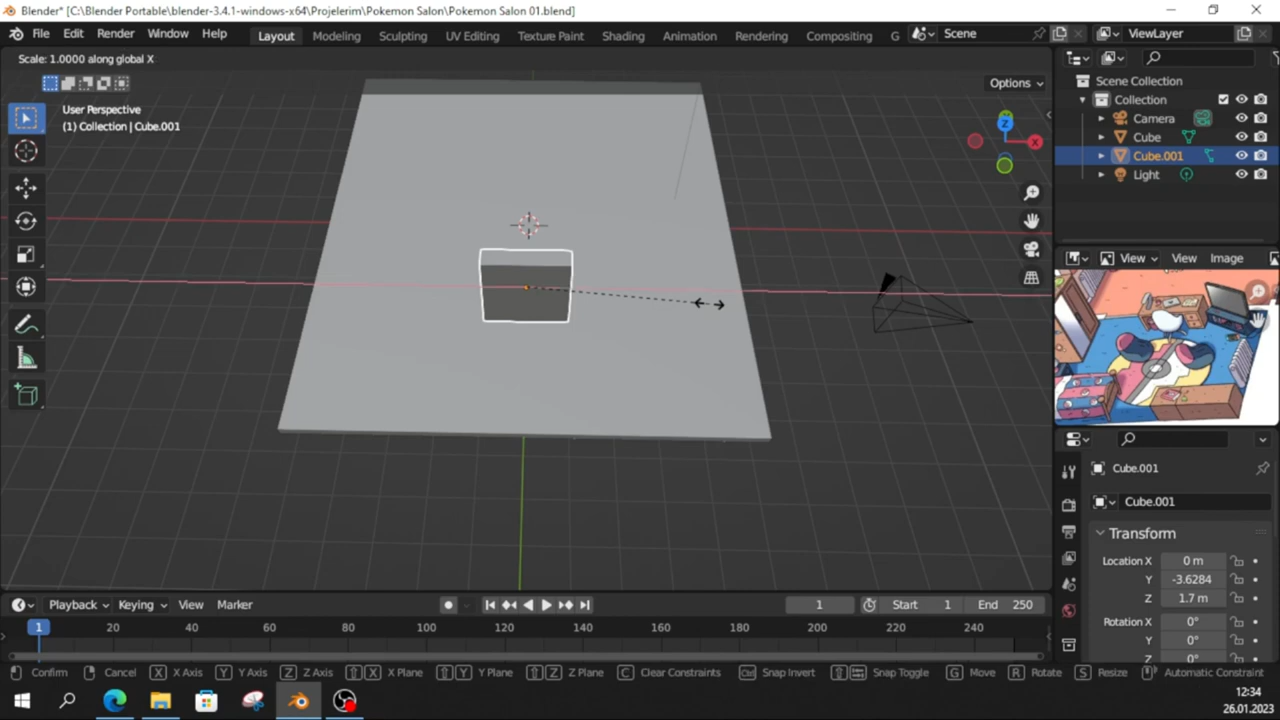 Blender* [C:\Blender Portable\blender-3.4.1-windows-x64\Projelerim\Pokemon Salon\Pokemon Salon 01.blend]
File Edit Render Window Help Layout Modeling Sculpting UV Editing Texture Paint Shading Animation Rendering Compositing G Scene ViewLayer
Scale: 1.0000 along global X
Options
User Perspective
(1) Collection | Cube.001
Z
X
Scene Collection
Collection
Camera
Cube
Cube.001
Light
View View Image
Cube.001
Cube.001
Transform
Location X 0 m
Y -3.6284
Z 1.7 m
Rotation X 0°
Y 0°
Z 0°
Playback Keying View Marker 1 Start 1 End 250
1 20 40 60 80 100 120 140 160 180 200 220 240
Confirm Cancel X X Axis Y Y Axis Z Z Axis X X Plane Y Y Plane Z Z Plane C Clear Constraints Ctrl Snap Invert Snap Toggle G Move R Rotate S Resize Automatic Constraint
12:34
26.01.2023